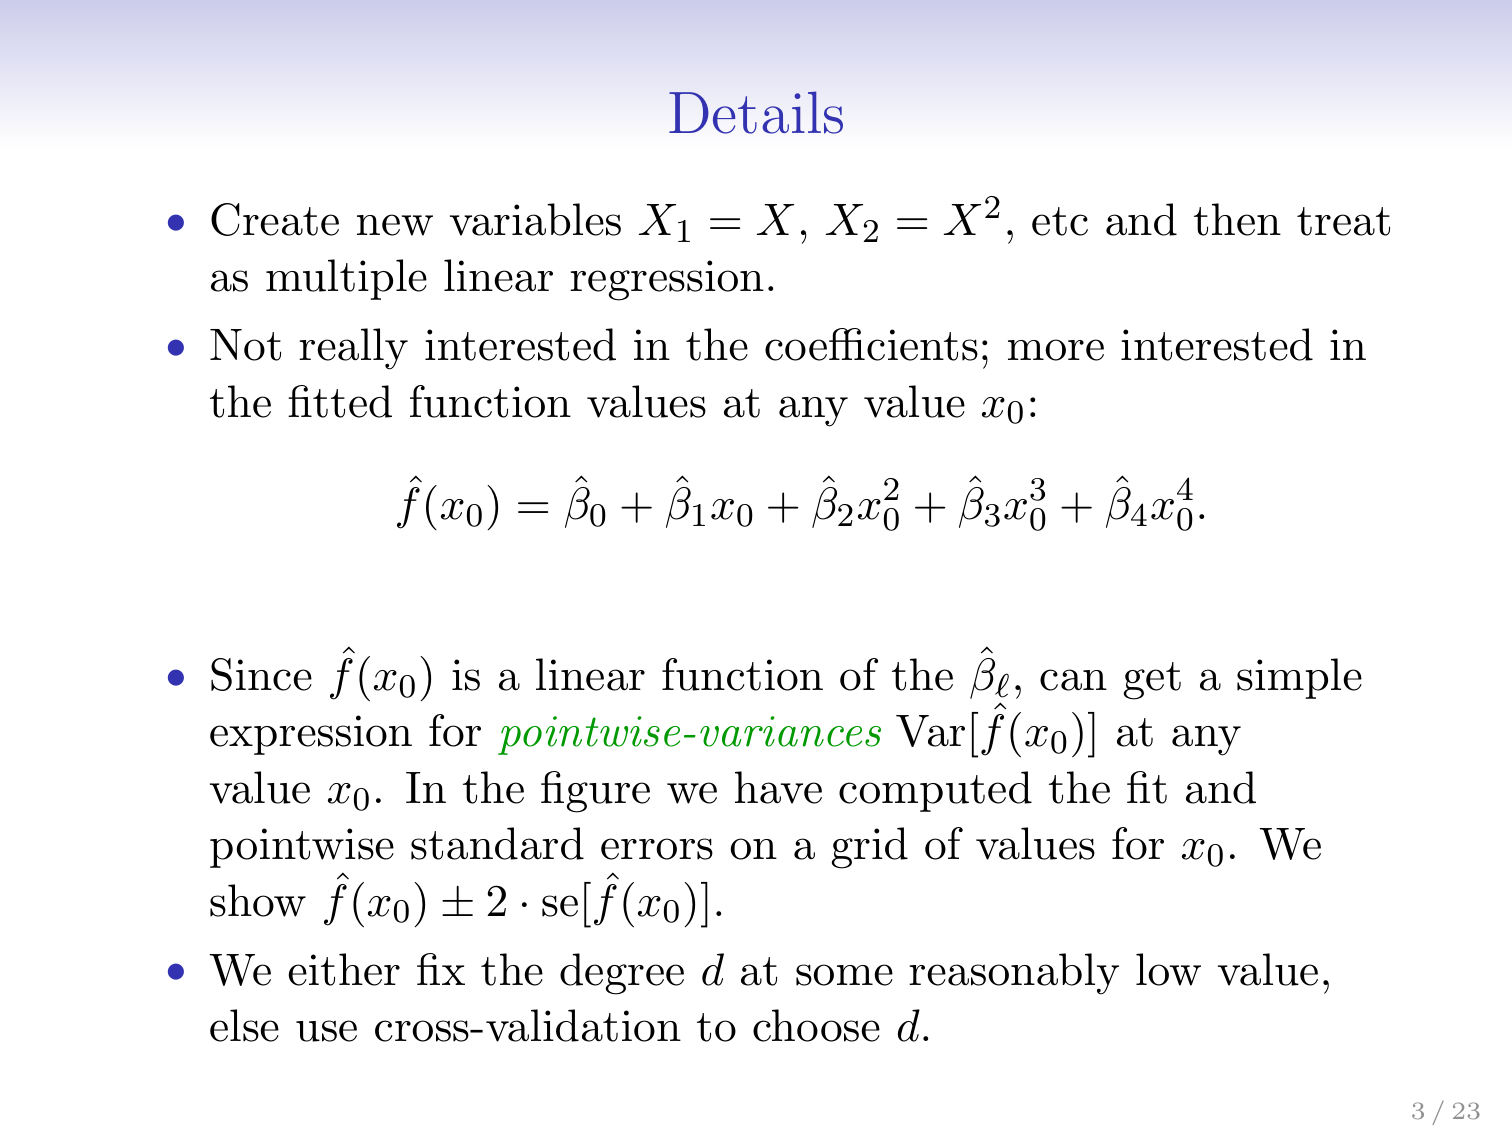 Details
• Create new variables X₁ = X, X₂ = X², etc and then treat
as multiple linear regression.
• Not really interested in the coefficients; more interested in
the fitted function values at any value x₀:
f̂(x₀) = β̂₀ + β̂₁x₀ + β̂₂x₀² + β̂₃x₀³ + β̂₄x₀⁴.
• Since f̂(x₀) is a linear function of the β̂ℓ, can get a simple
expression for pointwise-variances Var[f̂(x₀)] at any
value x₀. In the figure we have computed the fit and
pointwise standard errors on a grid of values for x₀. We
show f̂(x₀) ± 2 · se[f̂(x₀)].
• We either fix the degree d at some reasonably low value,
else use cross-validation to choose d.
3 / 23